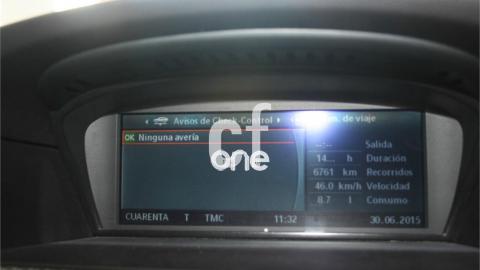 Avisos de Check-Control
de viaje
OK Ninguna avería
--:-- Salida
14... h Duración
6761 km Recorridos
46.0 km/h Velocidad
8.7 l Consumo
CUARENTA T TMC 11:32 30.06.2015
cf
one